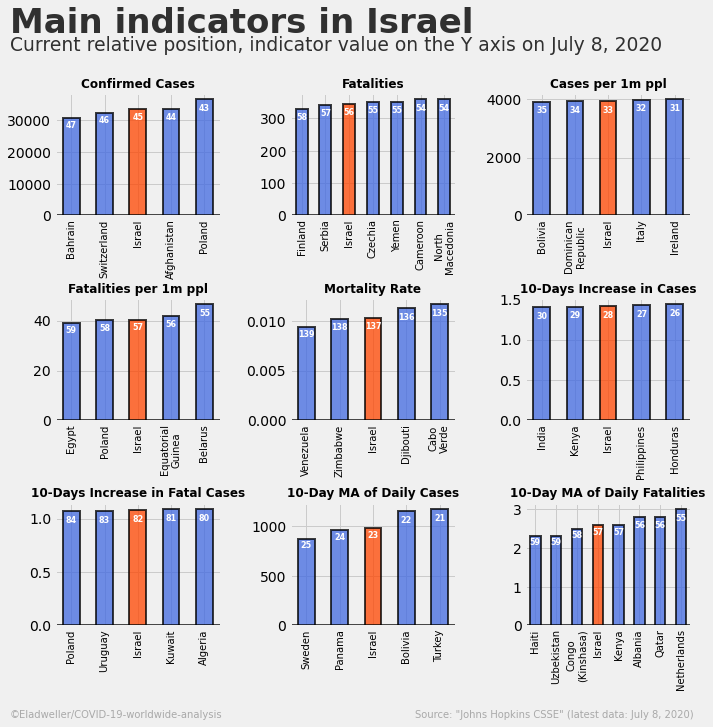 Main indicators in Israel
Current relative position, indicator value on the Y axis on July 8, 2020
Confirmed Cases
30000
20000
10000
0
47
46
45
44
43
Bahrain
Switzerland
Israel
Afghanistan
Poland
Fatalities
300
200
100
0
58
57
56
55
55
54
54
Finland
Serbia
Israel
Czechia
Yemen
Cameroon
North
Macedonia
Cases per 1m ppl
4000
2000
0
35
34
33
32
31
Bolivia
Dominican
Republic
Israel
Italy
Ireland
Fatalities per 1m ppl
40
20
0
59
58
57
56
55
Egypt
Poland
Israel
Equatorial
Guinea
Belarus
Mortality Rate
0.010
0.005
0.000
139
138
137
136
135
Venezuela
Zimbabwe
Israel
Djibouti
Cabo
Verde
10-Days Increase in Cases
1.5
1.0
0.5
0.0
30
29
28
27
26
India
Kenya
Israel
Philippines
Honduras
10-Days Increase in Fatal Cases
1.0
0.5
0.0
84
83
82
81
80
Poland
Uruguay
Israel
Kuwait
Algeria
10-Day MA of Daily Cases
1000
500
0
25
24
23
22
21
Sweden
Panama
Israel
Bolivia
Turkey
10-Day MA of Daily Fatalities
3
2
1
0
59
59
58
57
57
56
56
55
Haiti
Uzbekistan
Congo
(Kinshasa)
Israel
Kenya
Albania
Qatar
Netherlands
©Eladweller/COVID-19-worldwide-analysis
Source: "Johns Hopkins CSSE" (latest data: July 8, 2020)